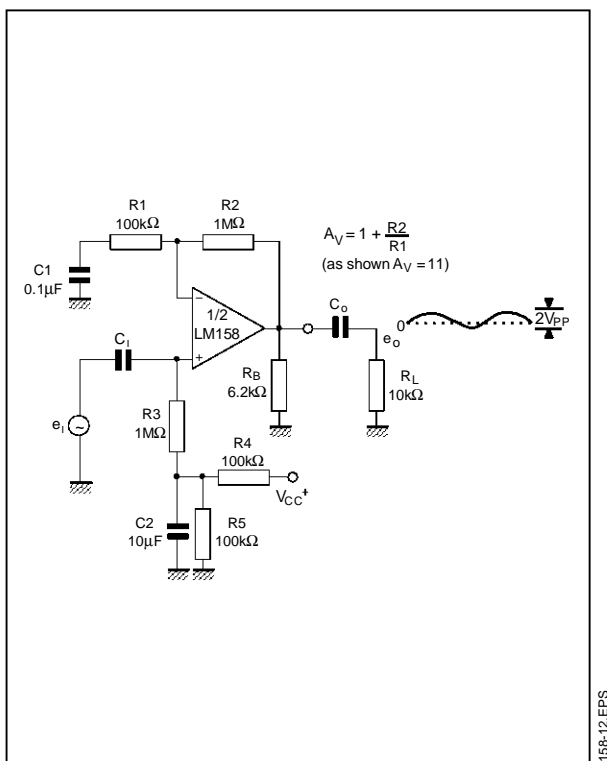 R1
100kΩ
R2
1MΩ
A_V = 1 + R2/R1
(as shown A_V = 11)
C1
0.1μF
1/2
LM158
C_I
C_o
0
2V_PP
e_o
R_B
6.2kΩ
R_L
10kΩ
R3
1MΩ
e_I
~
R4
100kΩ
V_CC+
C2
10μF
R5
100kΩ
158-12.EPS